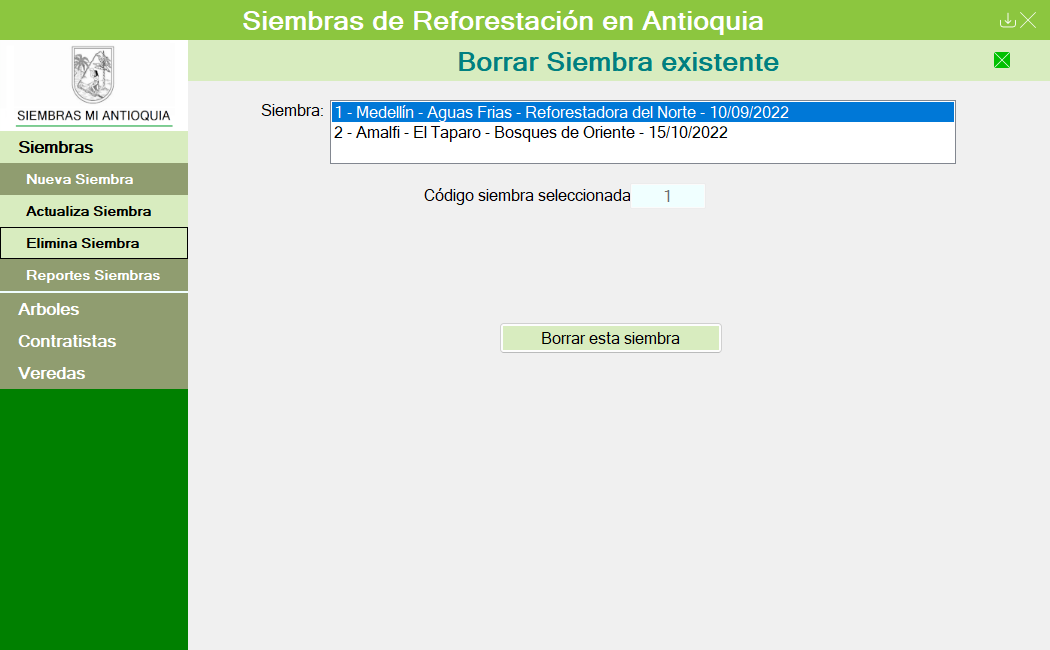 Siembras de Reforestación en Antioquia
SIEMBRAS MI ANTIOQUIA
Siembras
Nueva Siembra
Actualiza Siembra
Elimina Siembra
Reportes Siembras
Arboles
Contratistas
Veredas
Borrar Siembra existente
Siembra:
1 - Medellín - Aguas Frias - Reforestadora del Norte - 10/09/2022
2 - Amalfi - El Taparo - Bosques de Oriente - 15/10/2022
Código siembra seleccionada 1
Borrar esta siembra